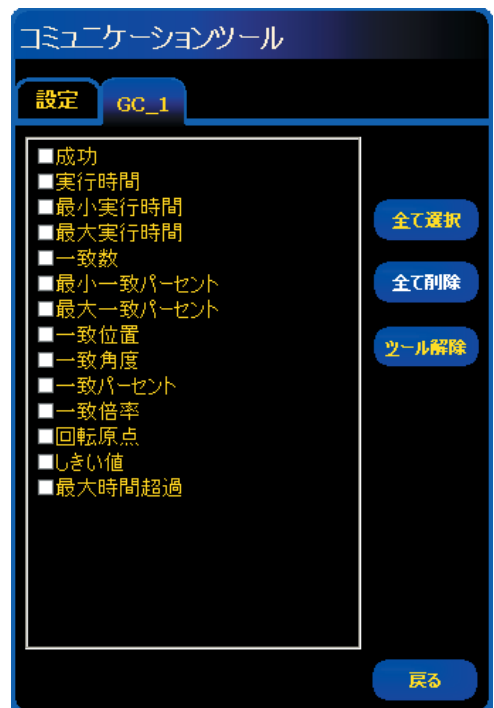 コミュニケーションツール
設定
GC_1
成功
実行時間
最小実行時間
最大実行時間
一致数
最小一致パーセント
最大一致パーセント
一致位置
一致角度
一致パーセント
一致倍率
回転原点
しきい値
最大時間超過
全て選択
全て削除
ツール解除
戻る